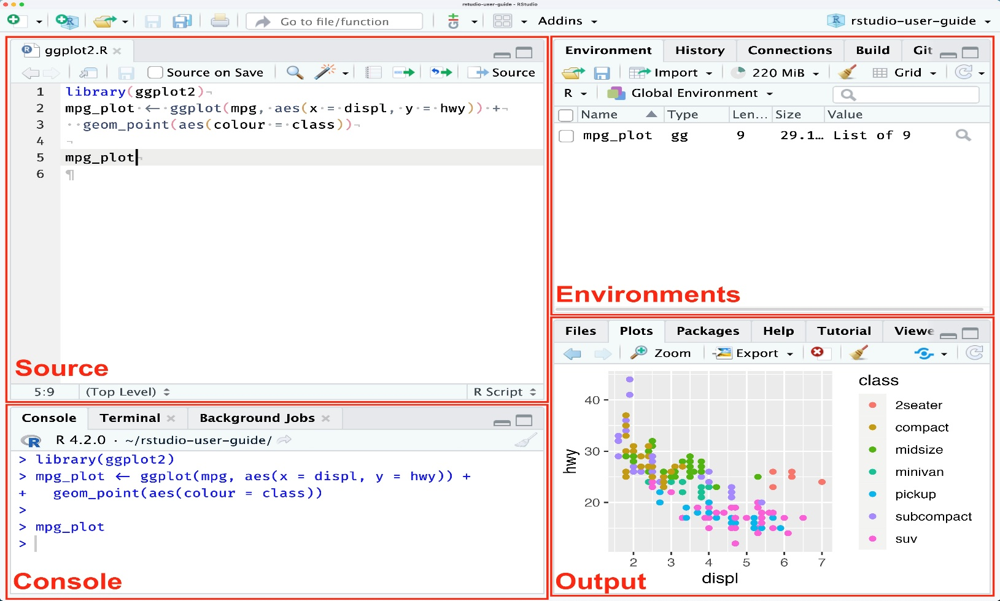 rstudio-user-guide - RStudio
Go to file/function
Addins
rstudio-user-guide
ggplot2.R
Source on Save
Source
1 library(ggplot2)¬
2 mpg_plot·<-·ggplot(mpg,·aes(x·=·displ,·y·=·hwy))·+¬
3 ··geom_point(aes(colour·=·class))¬
4 ¬
5 mpg_plot¬
6 ¶
Source
5:9 (Top Level) R Script
Console Terminal Background Jobs
R 4.2.0 · ~/rstudio-user-guide/
> library(ggplot2)
> mpg_plot <- ggplot(mpg, aes(x = displ, y = hwy)) +
+   geom_point(aes(colour = class))
>
> mpg_plot
>
Console
Environment History Connections Build Git
Import 220 MiB Grid
R Global Environment
Name Type Len... Size Value
mpg_plot gg 9 29.1… List of 9
Environments
Files Plots Packages Help Tutorial Viewe
Zoom Export
class
2seater
compact
midsize
minivan
pickup
subcompact
suv
hwy
40
30
20
2 3 4 5 6 7
displ
Output